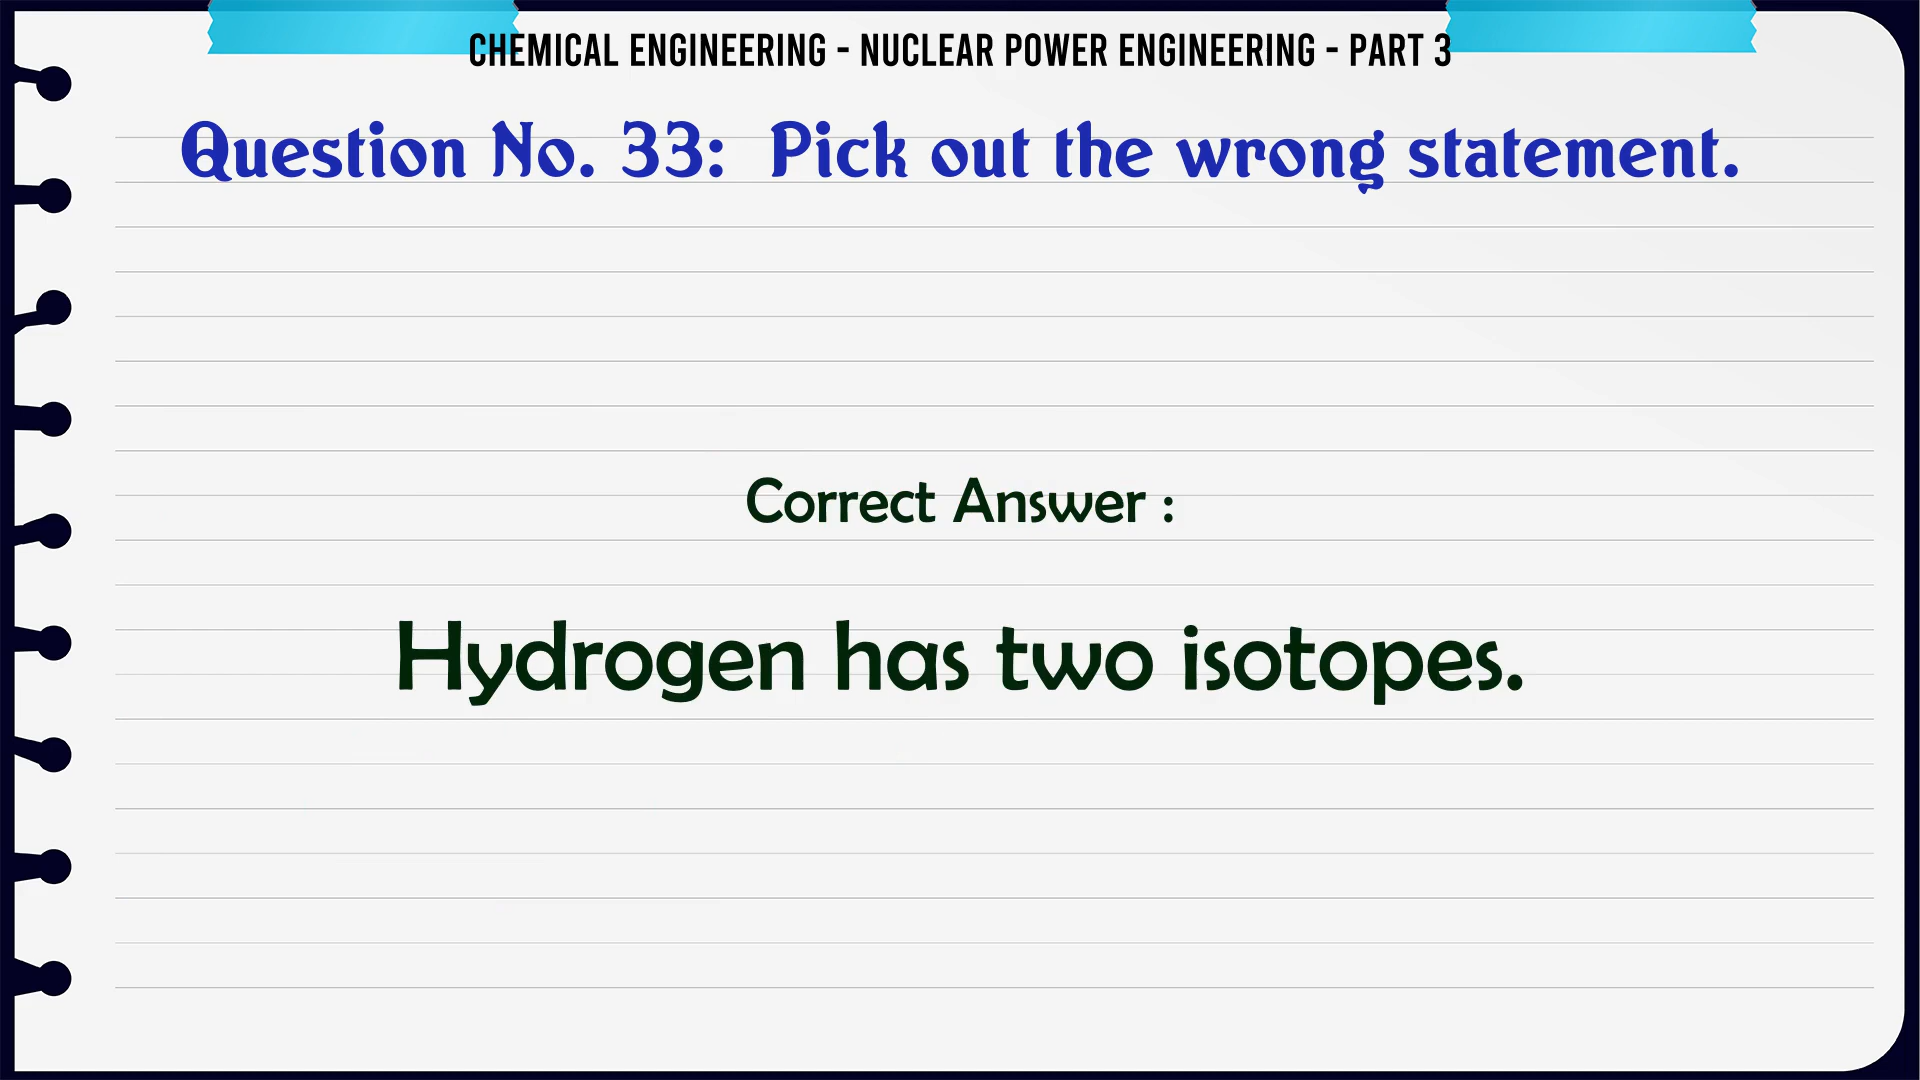 CHEMICAL ENGINEERING - NUCLEAR POWER ENGINEERING - PART 3
Question No. 33: Pick out the wrong statement.
Correct Answer :
Hydrogen has two isotopes.